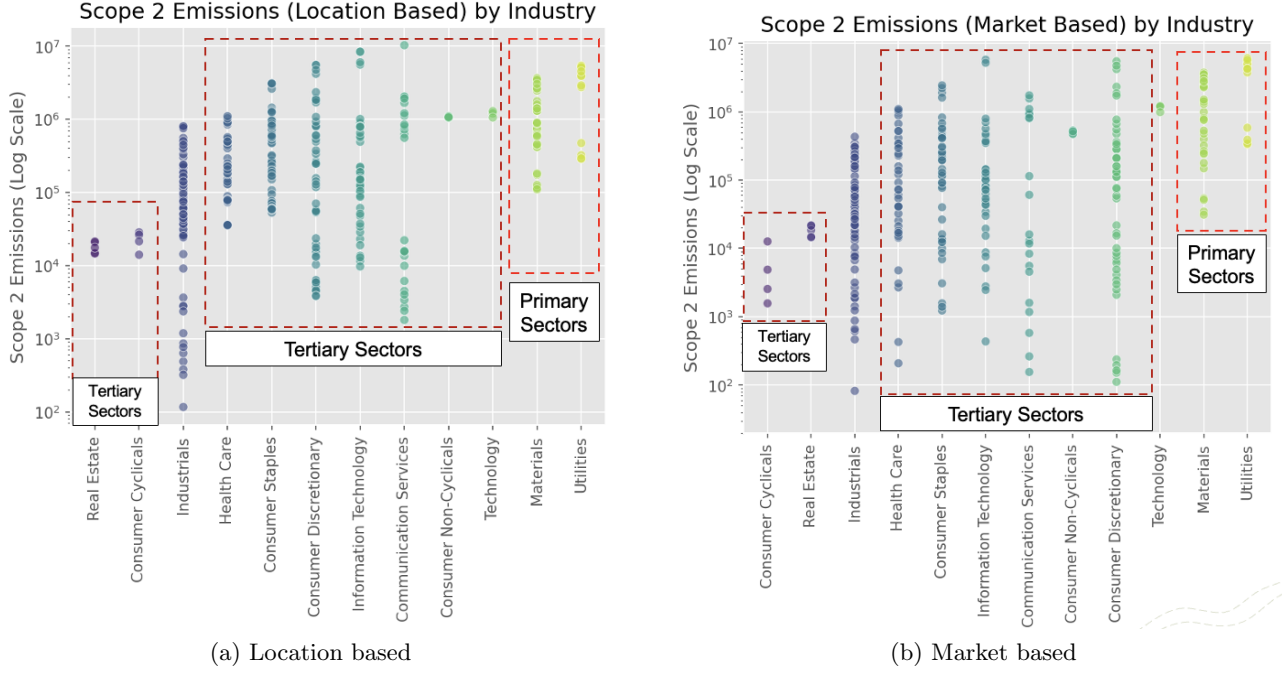 Scope 2 Emissions (Location Based) by Industry
Scope 2 Emissions (Log Scale)
10⁷
10⁶
10⁵
10⁴
10³
10²
Tertiary
Sectors
Tertiary Sectors
Primary
Sectors
Real Estate
Consumer Cyclicals
Industrials
Health Care
Consumer Staples
Consumer Discretionary
Information Technology
Communication Services
Consumer Non-Cyclicals
Technology
Materials
Utilities
(a) Location based
Scope 2 Emissions (Market Based) by Industry
Scope 2 Emissions (Log Scale)
10⁷
10⁶
10⁵
10⁴
10³
10²
Tertiary
Sectors
Tertiary Sectors
Primary
Sectors
Consumer Cyclicals
Real Estate
Industrials
Health Care
Consumer Staples
Information Technology
Communication Services
Consumer Non-Cyclicals
Consumer Discretionary
Technology
Materials
Utilities
(b) Market based